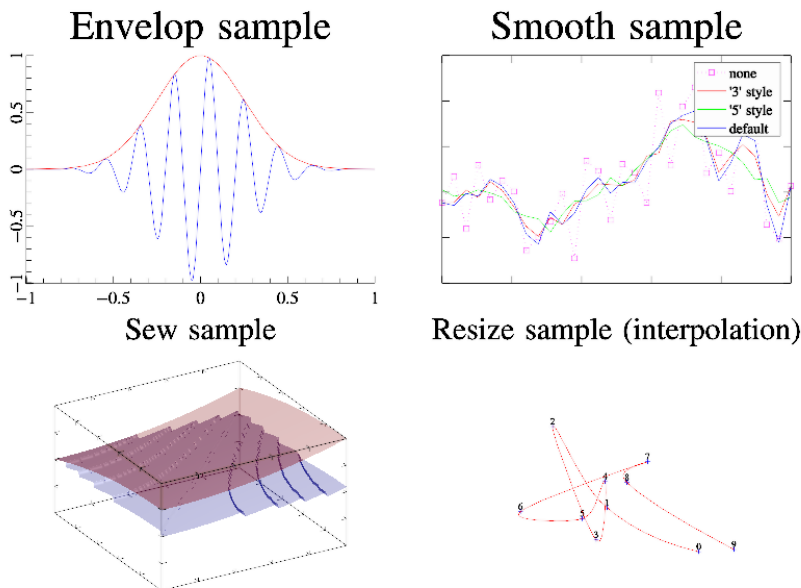 Envelop sample
Smooth sample
1
0.5
0
−0.5
−1
−1
−0.5
0
0.5
1
none
'3' style
'5' style
default
Sew sample
Resize sample (interpolation)
2
7
4
8
6
1
5
3
0
9